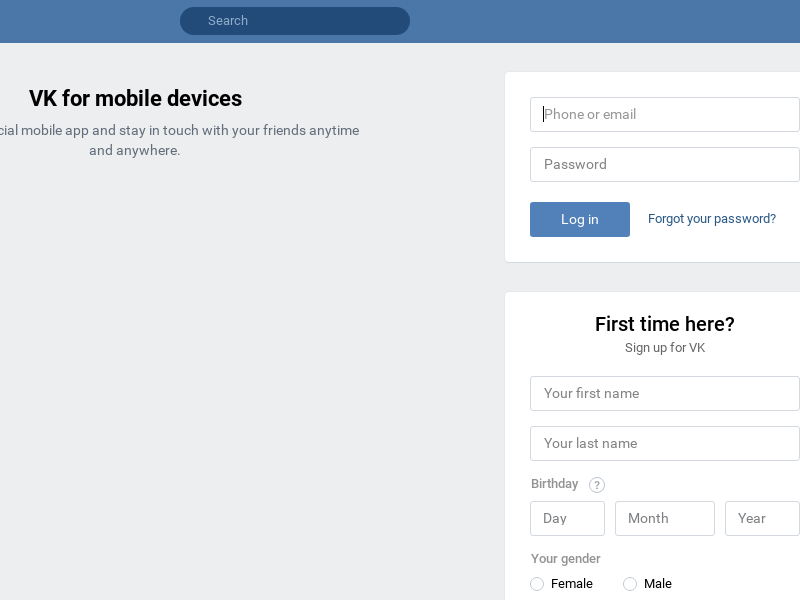 Search
VK for mobile devices
mobile app and stay in touch with your friends anytime
and anywhere.
Phone or email
Password
Log in
Forgot your password?
First time here?
Sign up for VK
Your first name
Your last name
Birthday ?
Day
Month
Year
Your gender
Female
Male